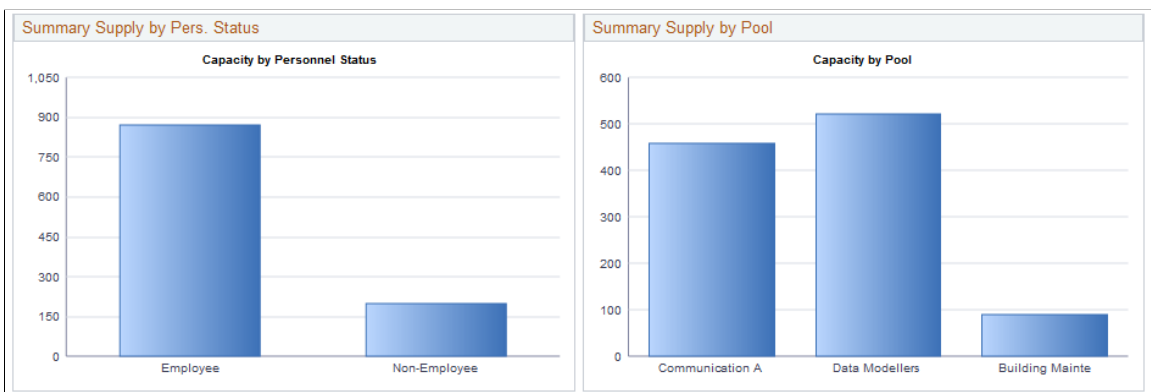 Summary Supply by Pers. Status
Capacity by Personnel Status
1,050
900
750
600
450
300
150
0
Employee Non-Employee
Summary Supply by Pool
Capacity by Pool
600
500
400
300
200
100
0
Communication A Data Modellers Building Mainte